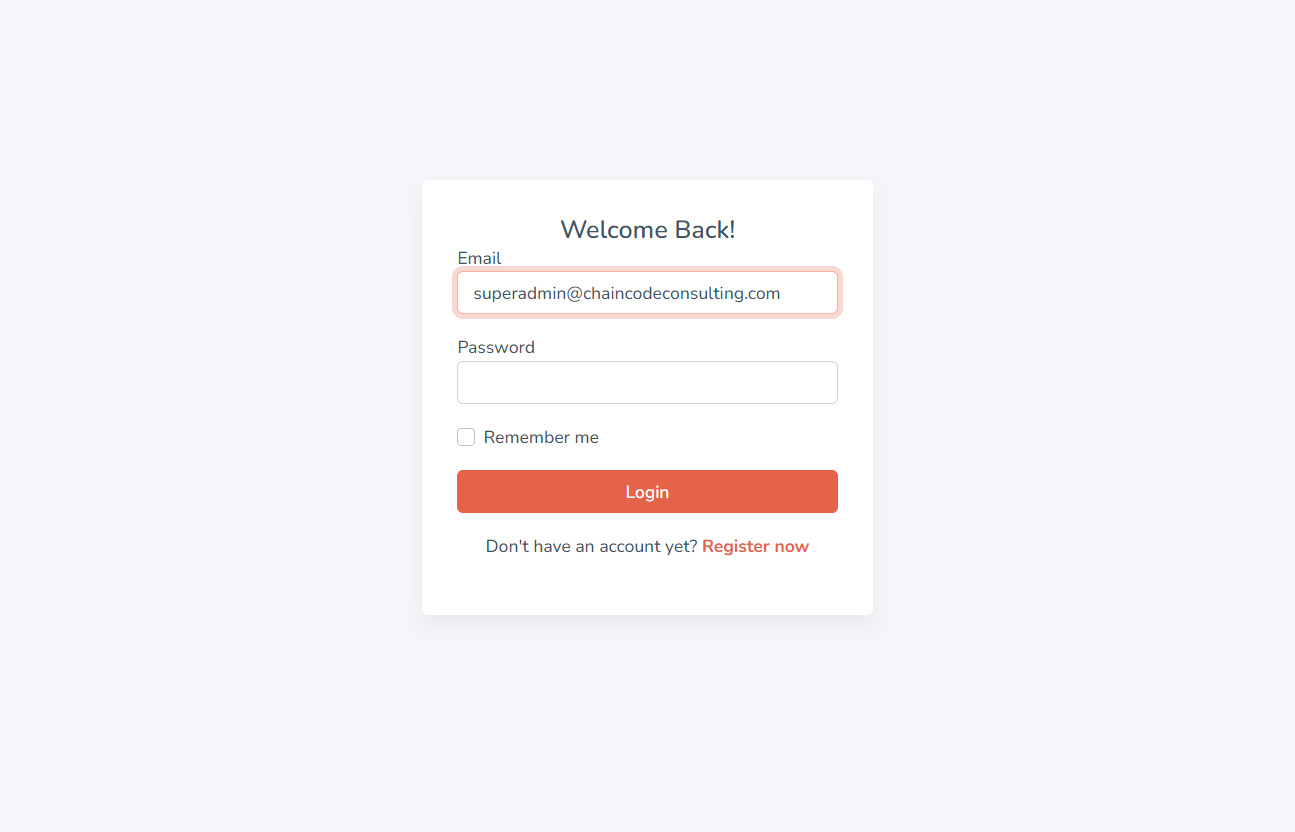 Welcome Back!
Email
superadmin@chaincodeconsulting.com
Password
Remember me
Login
Don't have an account yet? Register now